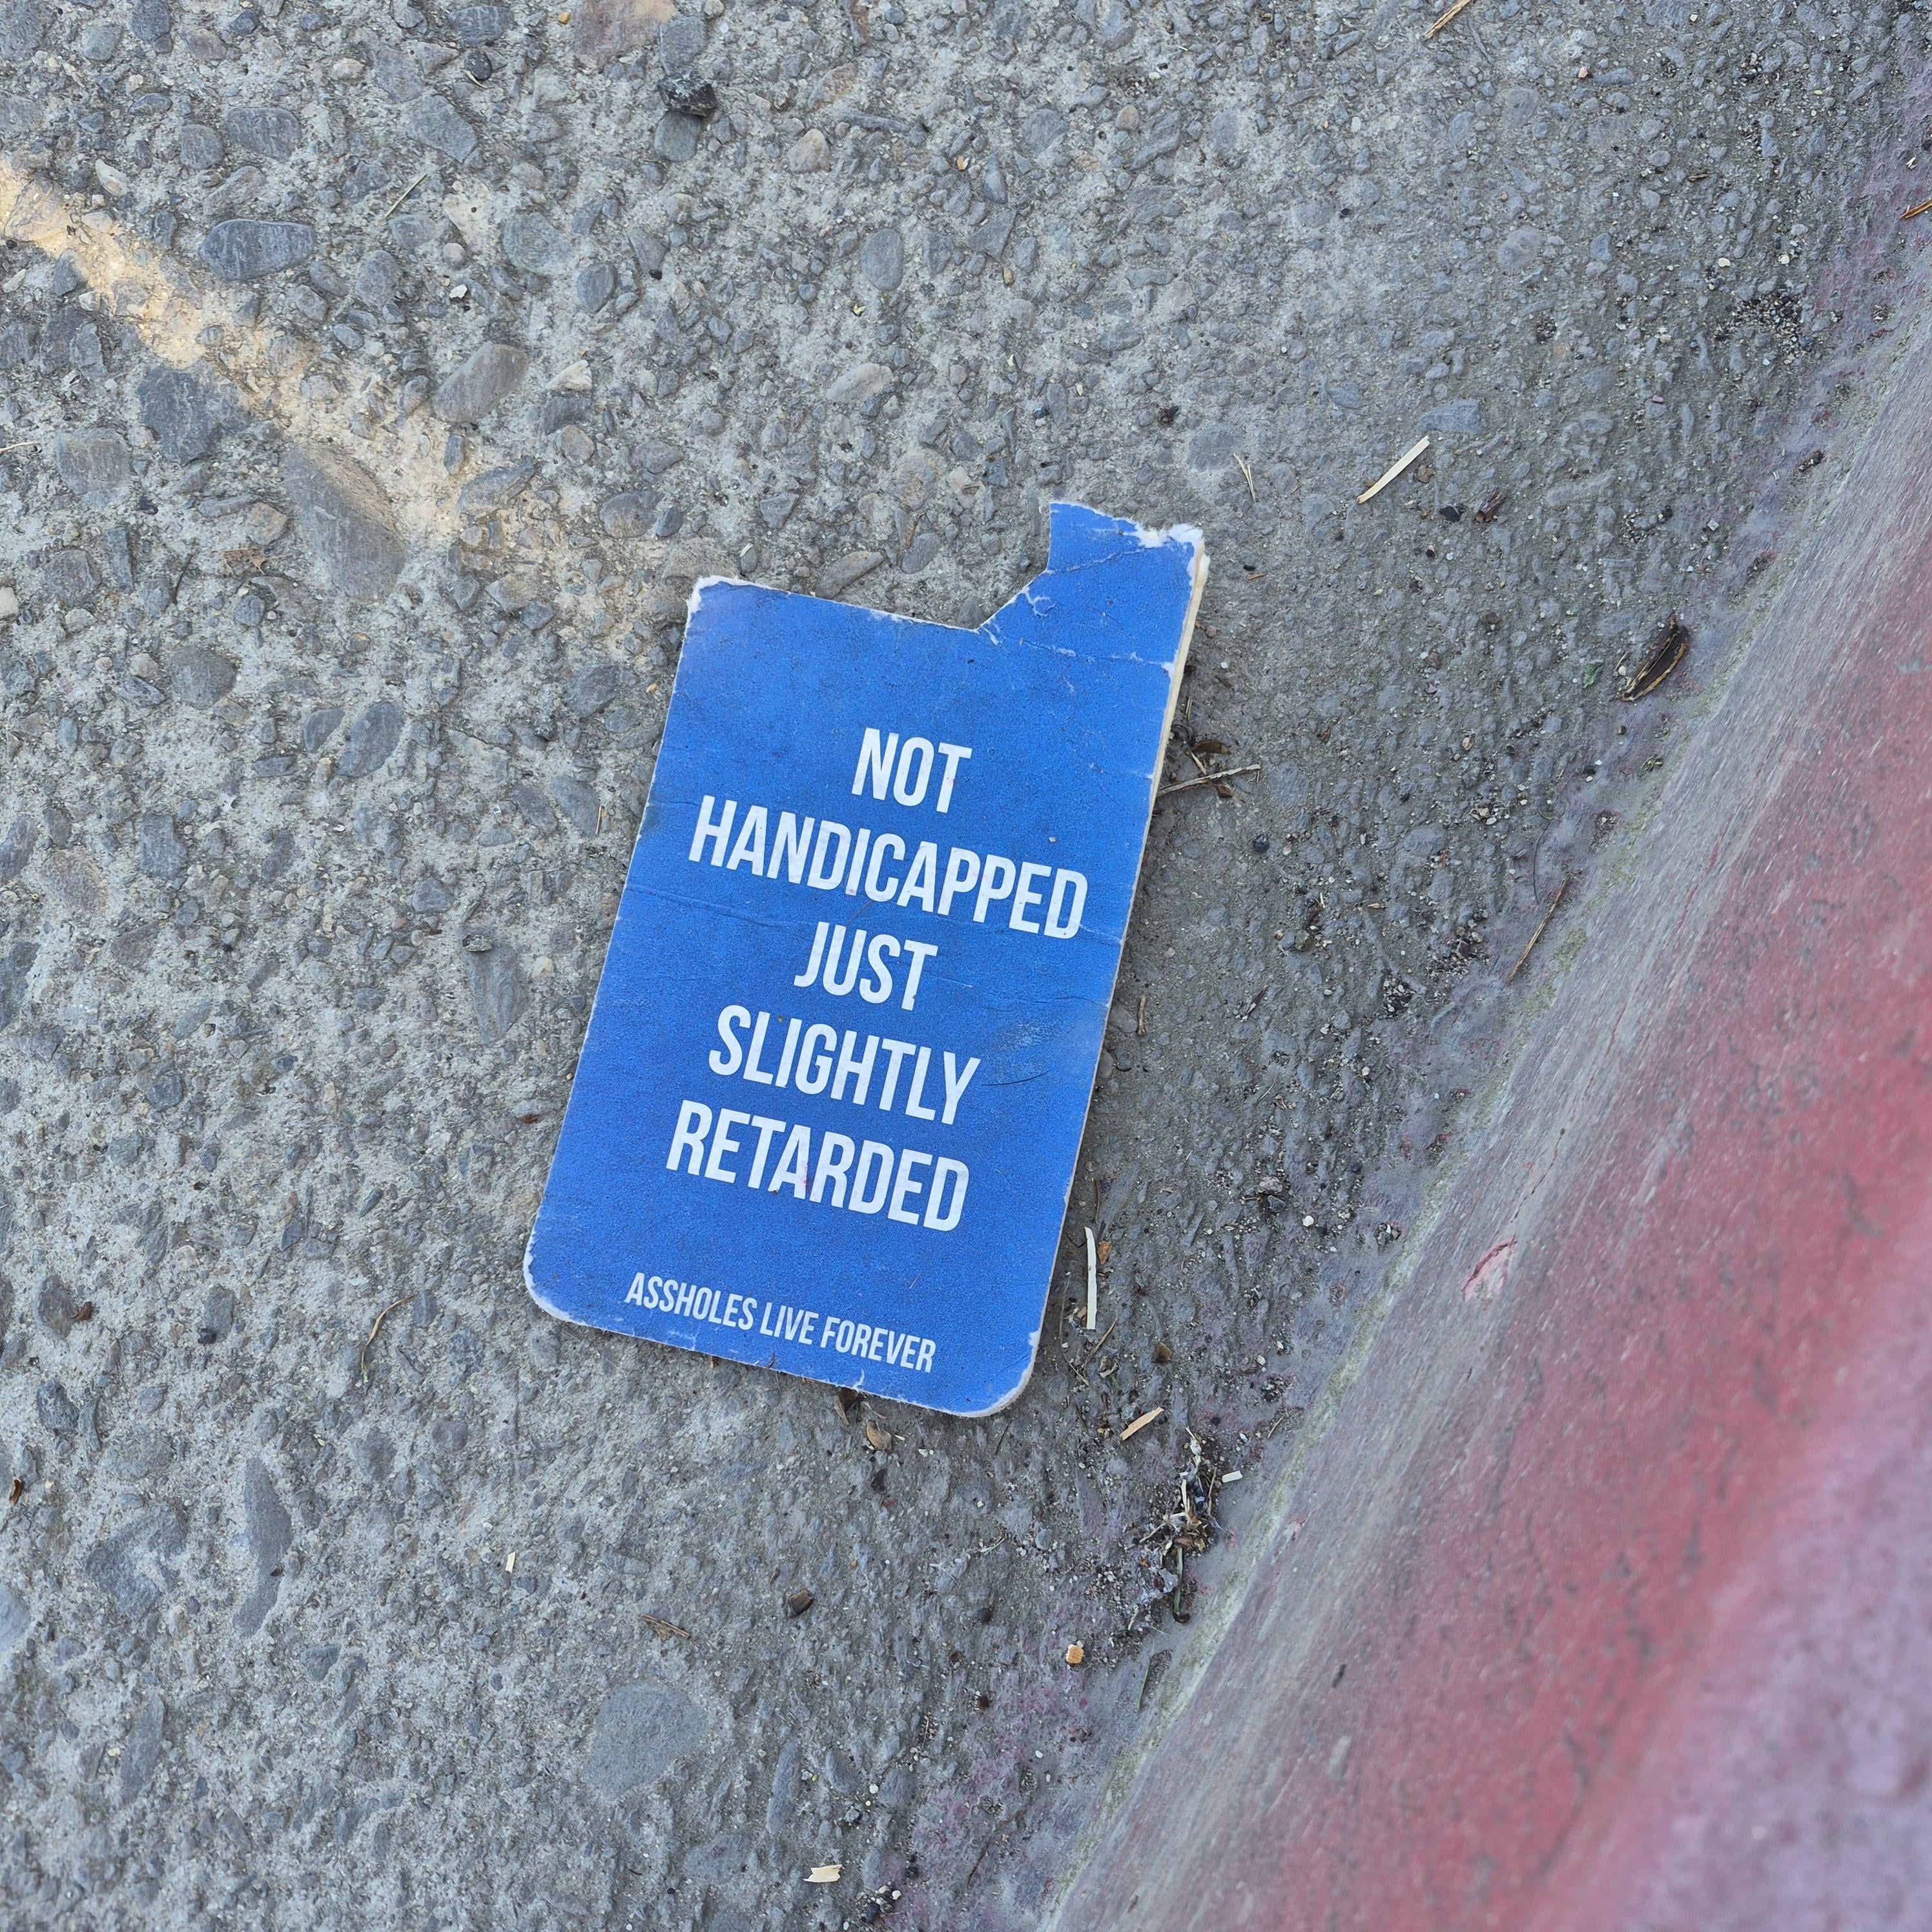 NOT
HANDICAPPED
JUST
SLIGHTLY
RETARDED
ASSHOLES LIVE FOREVER